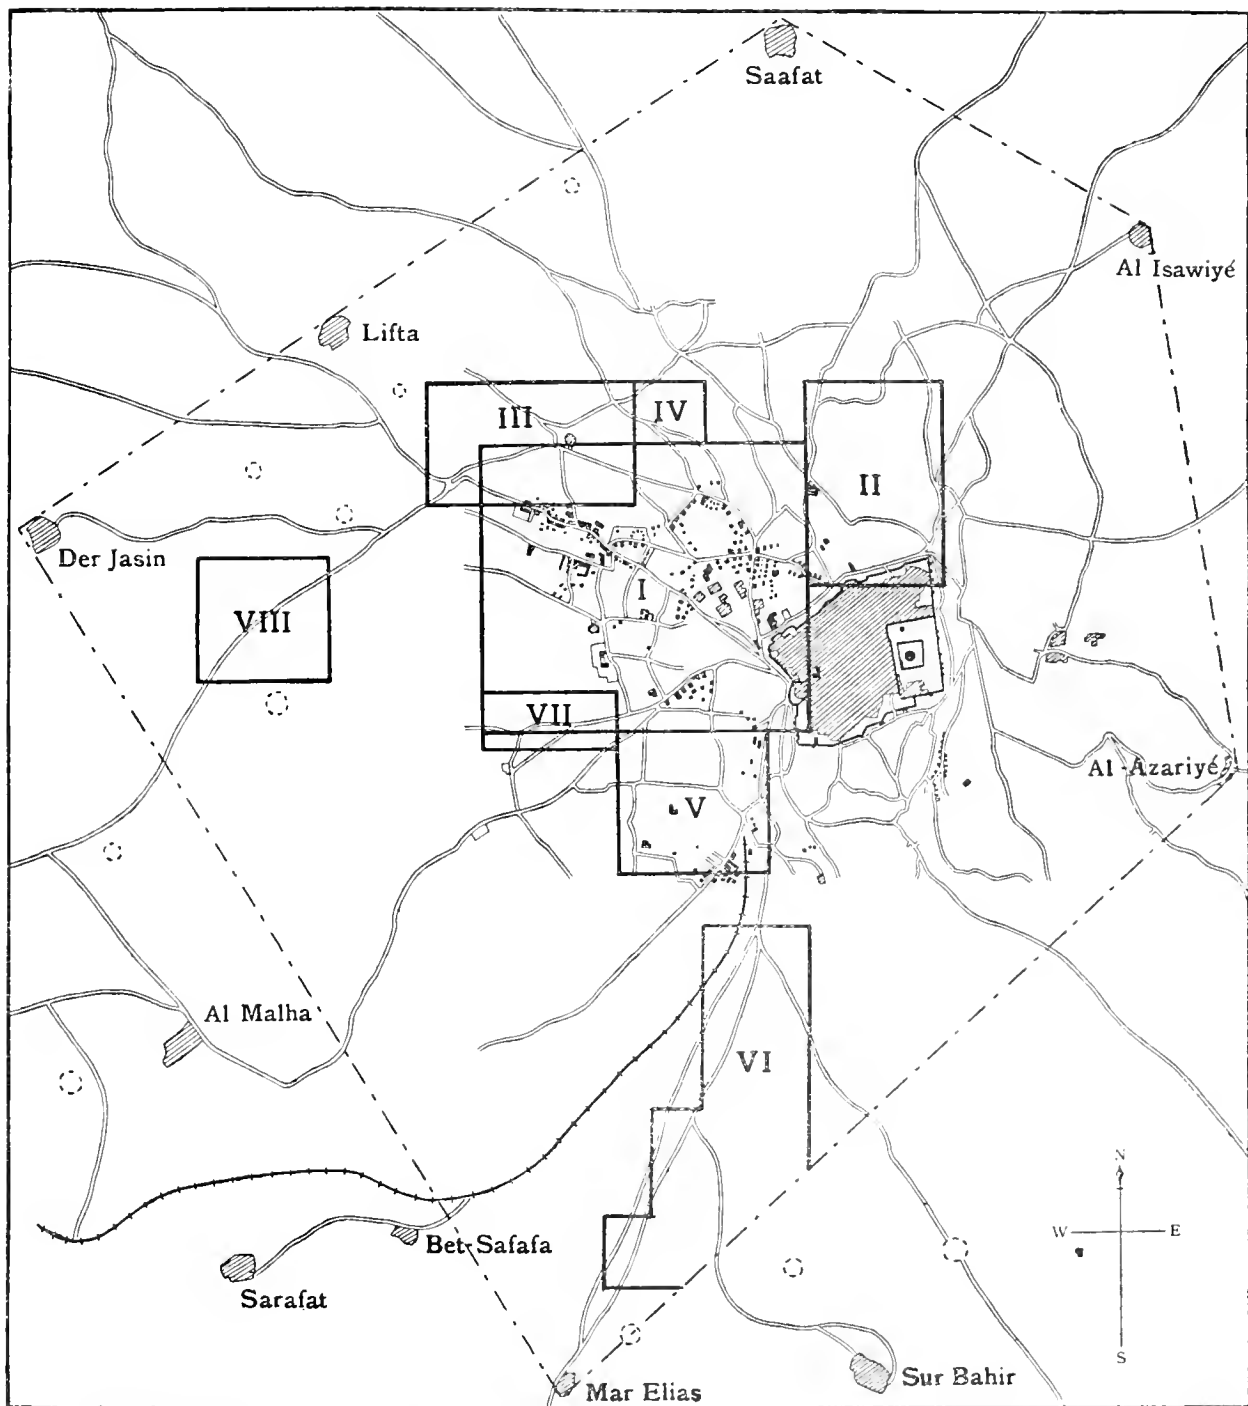 Saafat
Al Isawiyé
Lifta
III
IV
II
Der Jasin
I
VIII
VII
Al-Azariyé
V
Al Malha
VI
N
W
E
Bet-Safafa
Sarafat
S
Sur Bahir
Mar Elias